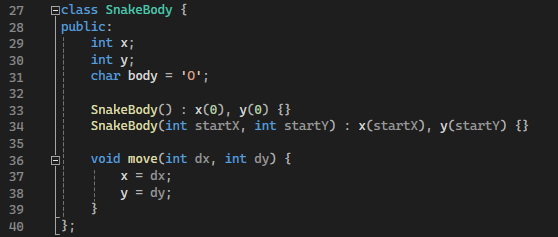 27 class SnakeBody {
28 public:
29     int x;
30     int y;
31     char body = 'O';
32
33     SnakeBody() : x(0), y(0) {}
34     SnakeBody(int startX, int startY) : x(startX), y(startY) {}
35
36     void move(int dx, int dy) {
37         x = dx;
38         y = dy;
39     }
40 };